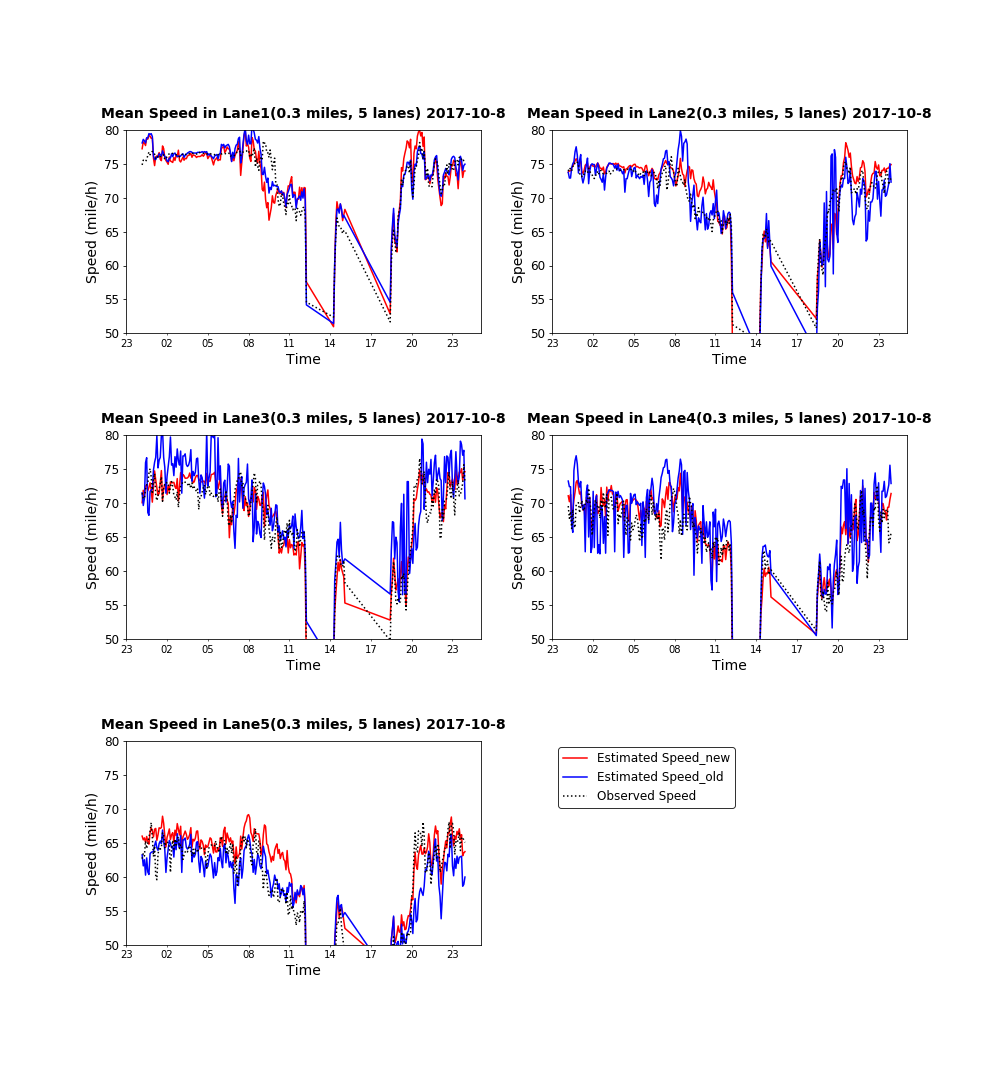 Mean Speed in Lane1(0.3 miles, 5 lanes) 2017-10-8
80
75
70
65
60
55
50
Speed (mile/h)
23 02 05 08 11 14 17 20 23
Time
Mean Speed in Lane2(0.3 miles, 5 lanes) 2017-10-8
80
75
70
65
60
55
50
Speed (mile/h)
23 02 05 08 11 14 17 20 23
Time
Mean Speed in Lane3(0.3 miles, 5 lanes) 2017-10-8
80
75
70
65
60
55
50
Speed (mile/h)
23 02 05 08 11 14 17 20 23
Time
Mean Speed in Lane4(0.3 miles, 5 lanes) 2017-10-8
80
75
70
65
60
55
50
Speed (mile/h)
23 02 05 08 11 14 17 20 23
Time
Mean Speed in Lane5(0.3 miles, 5 lanes) 2017-10-8
80
75
70
65
60
55
50
Speed (mile/h)
23 02 05 08 11 14 17 20 23
Time
Estimated Speed_new
Estimated Speed_old
Observed Speed